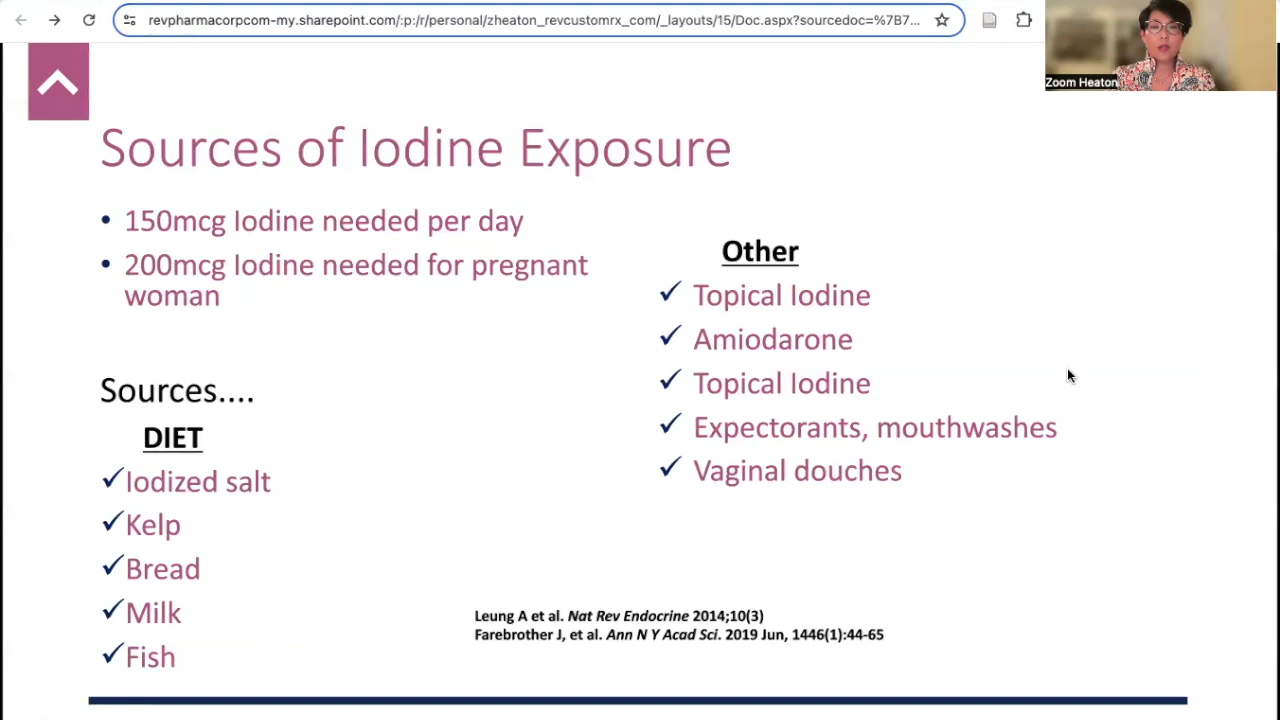 revpharmacorpcom-my.sharepoint.com/:p:/r/personal/zheaton_revcustomrx_com/_layouts/15/Doc.aspx?sourcedoc=%7B7...
Zoom Heaton
Sources of Iodine Exposure
• 150mcg Iodine needed per day
• 200mcg Iodine needed for pregnant
woman
Sources....
DIET
✓Iodized salt
✓Kelp
✓Bread
✓Milk
✓Fish
Other
✓ Topical Iodine
✓ Amiodarone
✓ Topical Iodine
✓ Expectorants, mouthwashes
✓ Vaginal douches
Leung A et al. Nat Rev Endocrine 2014;10(3)
Farebrother J, et al. Ann N Y Acad Sci. 2019 Jun, 1446(1):44-65